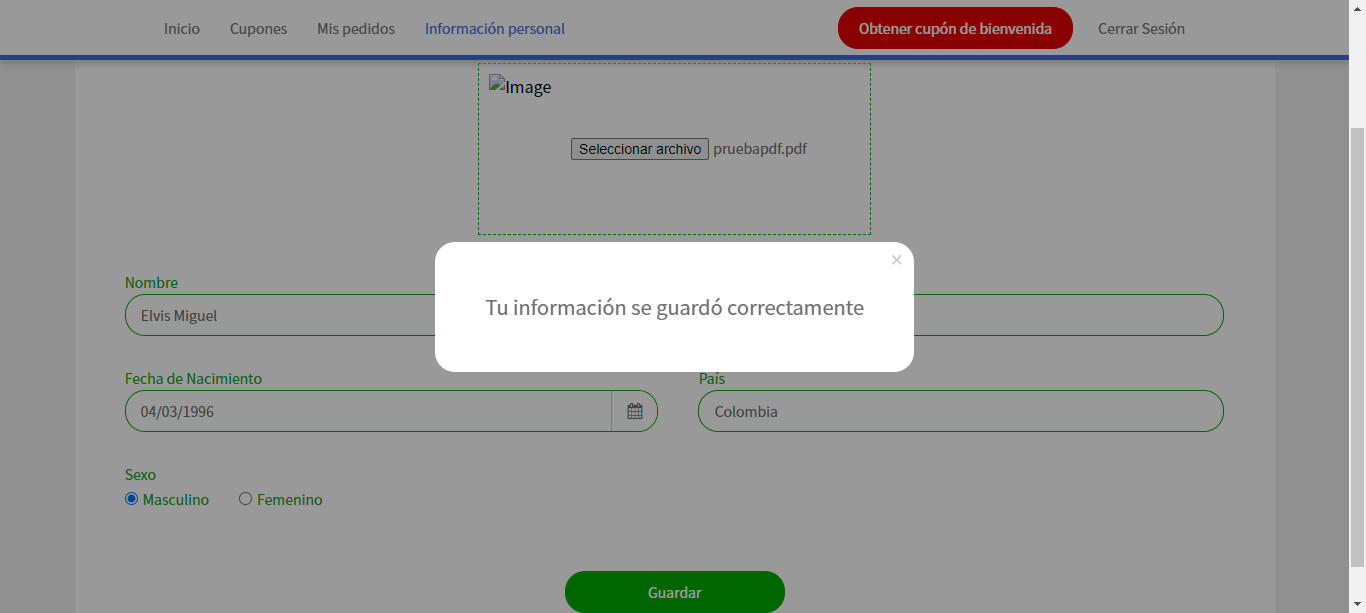 Inicio Cupones Mis pedidos Información personal Obtener cupón de bienvenida Cerrar Sesión
Image
Seleccionar archivo pruebapdf.pdf
×
Tu información se guardó correctamente
Nombre
Elvis Miguel
Fecha de Nacimiento País
04/03/1996 Colombia
Sexo
Masculino Femenino
Guardar